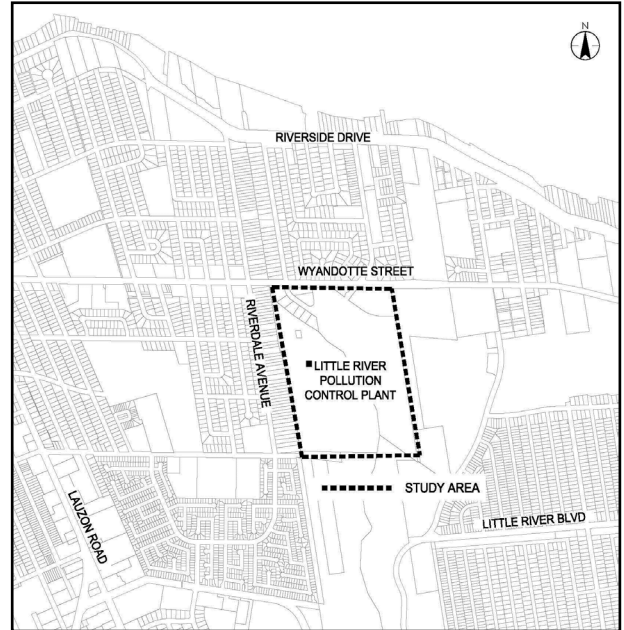 N
RIVERSIDE DRIVE
WYANDOTTE STREET
RIVERDALE AVENUE
LITTLE RIVER
POLLUTION
CONTROL PLANT
STUDY AREA
LAUZON ROAD
LITTLE RIVER BLVD